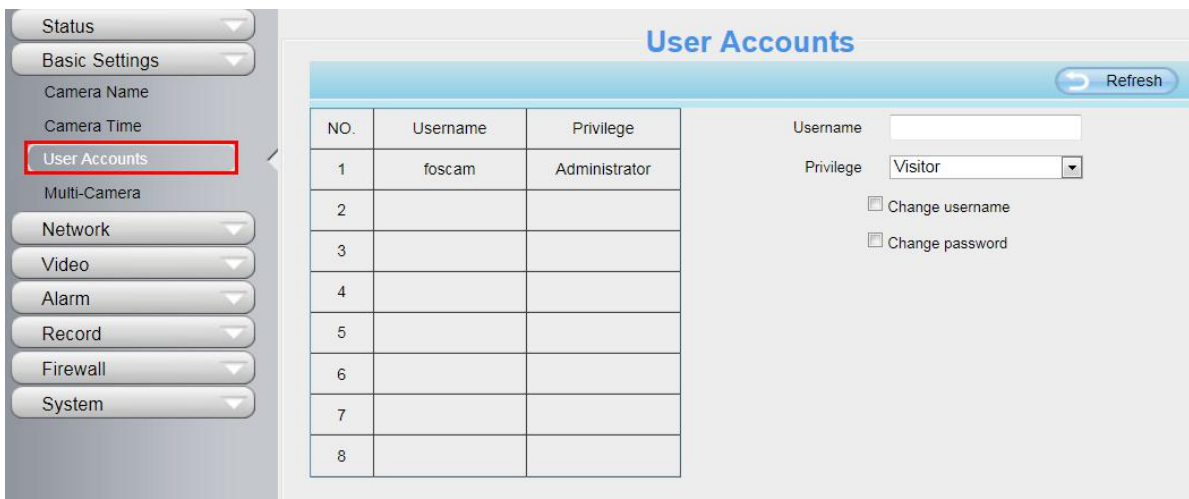 Status
Basic Settings
Camera Name
Camera Time
User Accounts
Multi-Camera
Network
Video
Alarm
Record
Firewall
System
User Accounts
Refresh
NO. Username Privilege
1 foscam Administrator
2
3
4
5
6
7
8
Username
Privilege Visitor
Change username
Change password